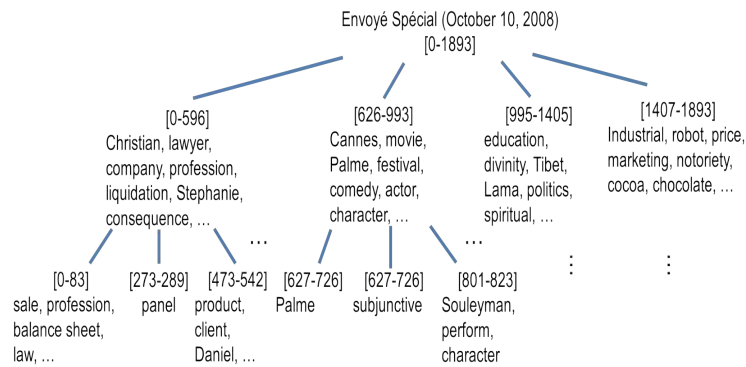 Envoyé Spécial (October 10, 2008)
[0-1893]
[0-596]
Christian, lawyer,
company, profession,
liquidation, Stephanie,
consequence, …
[626-993]
Cannes, movie,
Palme, festival,
comedy, actor,
character, …
[995-1405]
education,
divinity, Tibet,
Lama, politics,
spiritual, …
[1407-1893]
Industrial, robot, price,
marketing, notoriety,
cocoa, chocolate, …
…
…
⋮
⋮
[0-83]
sale, profession,
balance sheet,
law, …
[273-289]
panel
[473-542]
product,
client,
Daniel, …
[627-726]
Palme
[627-726]
subjunctive
[801-823]
Souleyman,
perform,
character